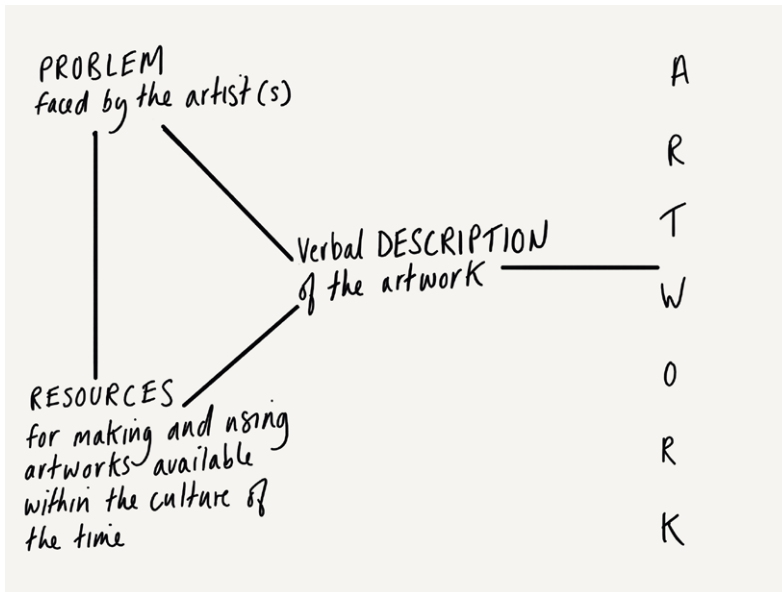 PROBLEM
faced by the artist(s)
Verbal DESCRIPTION
of the artwork
RESOURCES
for making and using
artworks available
within the culture of
the time
A
R
T
W
O
R
K